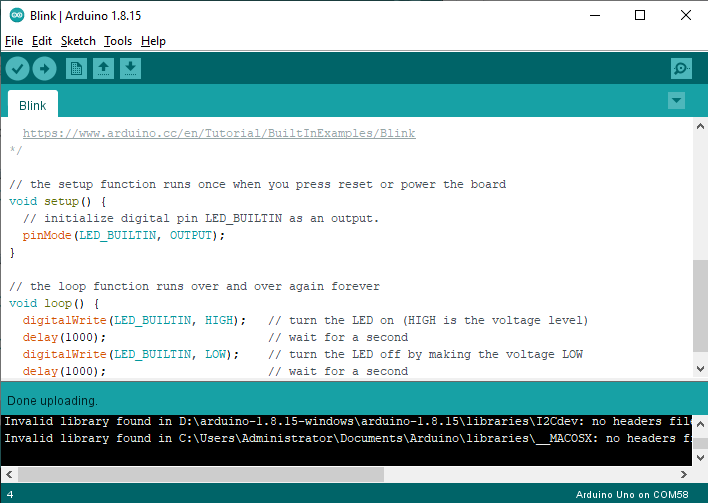 Blink | Arduino 1.8.15
File Edit Sketch Tools Help
Blink
https://www.arduino.cc/en/Tutorial/BuiltInExamples/Blink
*/
// the setup function runs once when you press reset or power the board
void setup() {
// initialize digital pin LED_BUILTIN as an output.
pinMode(LED_BUILTIN, OUTPUT);
}
// the loop function runs over and over again forever
void loop() {
digitalWrite(LED_BUILTIN, HIGH);   // turn the LED on (HIGH is the voltage level)
delay(1000);                       // wait for a second
digitalWrite(LED_BUILTIN, LOW);    // turn the LED off by making the voltage LOW
delay(1000);                       // wait for a second
Done uploading.
Invalid library found in D:\arduino-1.8.15-windows\arduino-1.8.15\libraries\I2Cdev: no headers file
Invalid library found in C:\Users\Administrator\Documents\Arduino\libraries\__MACOSX: no headers f
4 Arduino Uno on COM58